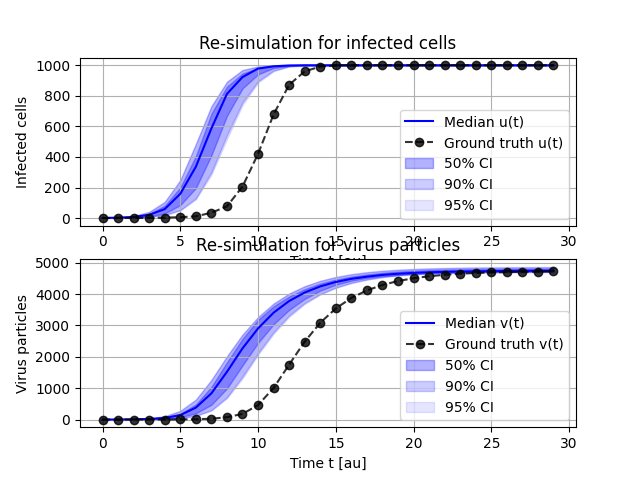 Re-simulation for infected cells
Infected cells
1000
800
600
400
200
0
Median u(t)
Ground truth u(t)
50% CI
90% CI
95% CI
0 5 10 15 20 25 30
Time t [au]
Re-simulation for virus particles
Virus particles
5000
4000
3000
2000
1000
0
Median v(t)
Ground truth v(t)
50% CI
90% CI
95% CI
0 5 10 15 20 25 30
Time t [au]